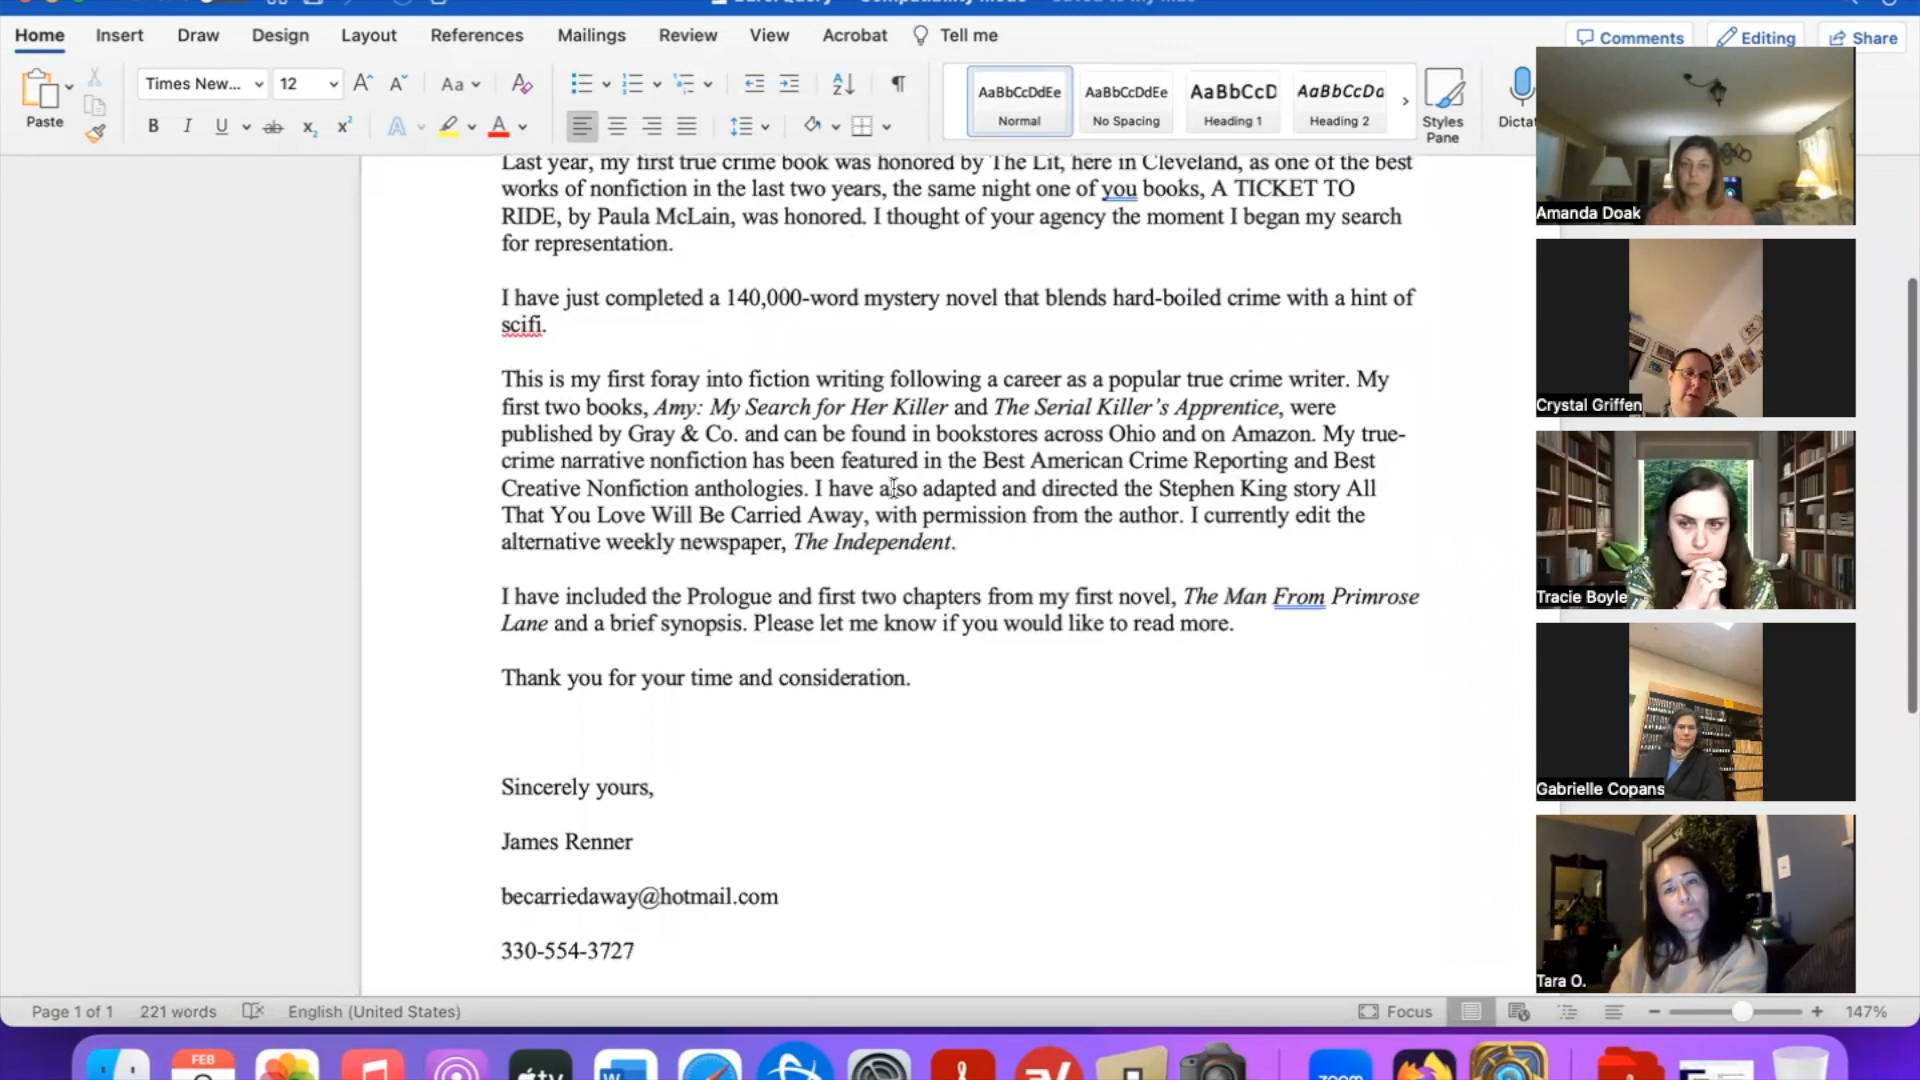 Home Insert Draw Design Layout References Mailings Review View Acrobat Tell me
Comments Editing Share
Paste
Times New... 12 Aa
AaBbCcDdEe AaBbCcDdEe AaBbCcD AaBbCcDd
Normal No Spacing Heading 1 Heading 2
Styles
Pane
Last year, my first true crime book was honored by The Lit, here in Cleveland, as one of the best
works of nonfiction in the last two years, the same night one of you books, A TICKET TO
RIDE, by Paula McLain, was honored. I thought of your agency the moment I began my search
for representation.
I have just completed a 140,000-word mystery novel that blends hard-boiled crime with a hint of
scifi.
This is my first foray into fiction writing following a career as a popular true crime writer. My
first two books, Amy: My Search for Her Killer and The Serial Killer's Apprentice, were
published by Gray & Co. and can be found in bookstores across Ohio and on Amazon. My true-
crime narrative nonfiction has been featured in the Best American Crime Reporting and Best
Creative Nonfiction anthologies. I have also adapted and directed the Stephen King story All
That You Love Will Be Carried Away, with permission from the author. I currently edit the
alternative weekly newspaper, The Independent.
I have included the Prologue and first two chapters from my first novel, The Man From Primrose
Lane and a brief synopsis. Please let me know if you would like to read more.
Thank you for your time and consideration.
Sincerely yours,
James Renner
becarriedaway@hotmail.com
330-554-3727
Amanda Doak
Crystal Griffen
Tracie Boyle
Gabrielle Copans
Tara O.
Page 1 of 1 221 words English (United States) Focus 147%
FEB
tv
zoom